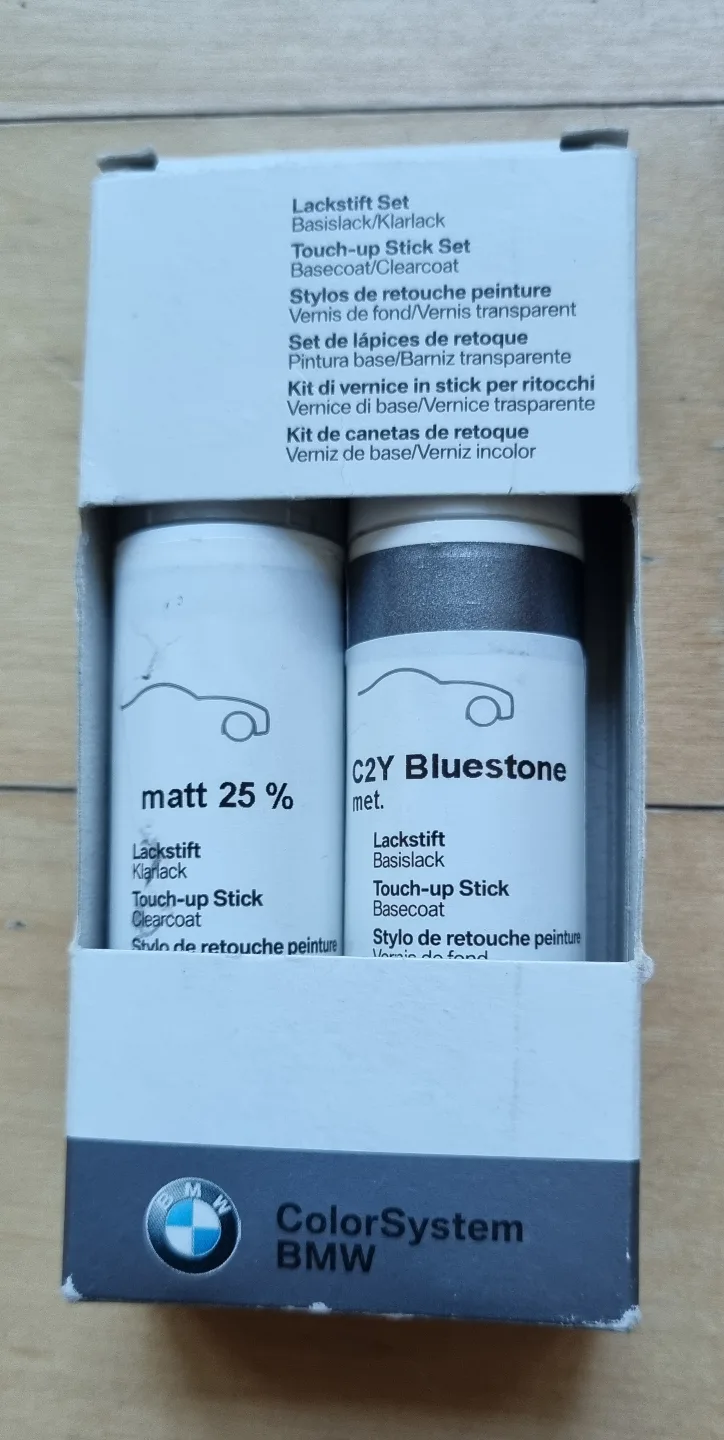 Lackstift Set
Basislack/Klarlack
Touch-up Stick Set
Basecoat/Clearcoat
Stylos de retouche peinture
Vernis de fond/Vernis transparent
Set de lápices de retoque
Pintura base/Barniz transparente
Kit di vernice in stick per ritocchi
Vernice di base/Vernice trasparente
Kit de canetas de retoque
Verniz de base/Verniz incolor
matt 25 %
Lackstift
Klarlack
Touch-up Stick
Clearcoat
Stylo de retouche peinture
C2Y Bluestone
met.
Lackstift
Basislack
Touch-up Stick
Basecoat
Stylo de retouche peinture
Vernis de fond
BMW
ColorSystem
BMW